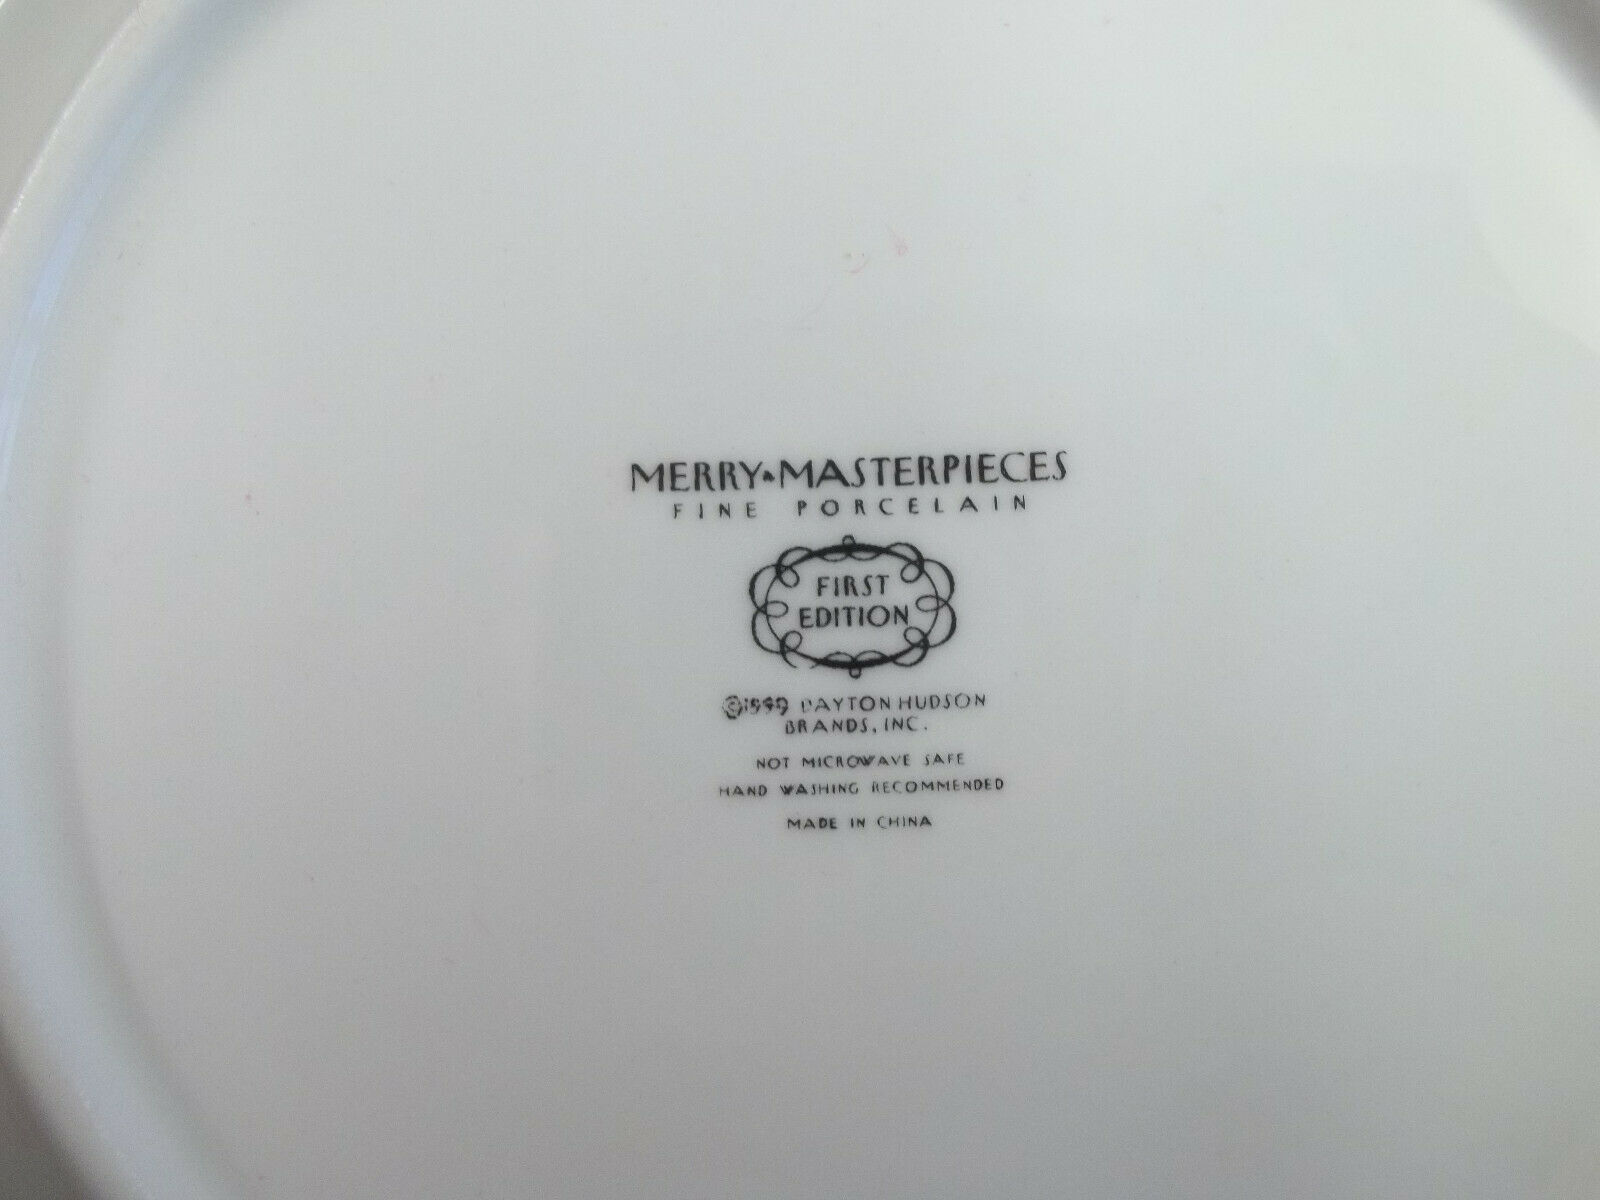 MERRY MASTERPIECES
FINE PORCELAIN
FIRST
EDITION
©1999 DAYTON HUDSON
BRANDS, INC.
NOT MICROWAVE SAFE
HAND WASHING RECOMMENDED
MADE IN CHINA